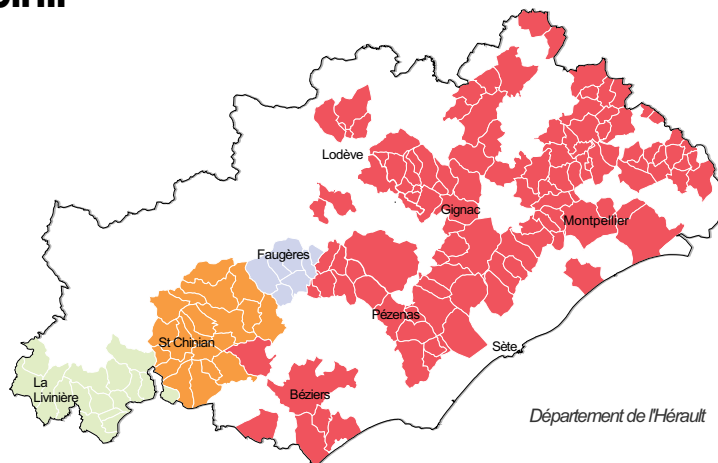 Lodève
Gignac
Montpellier
Faugères
Pézenas
St Chinian
Sète
La
Livinière
Béziers
Département de l'Hérault